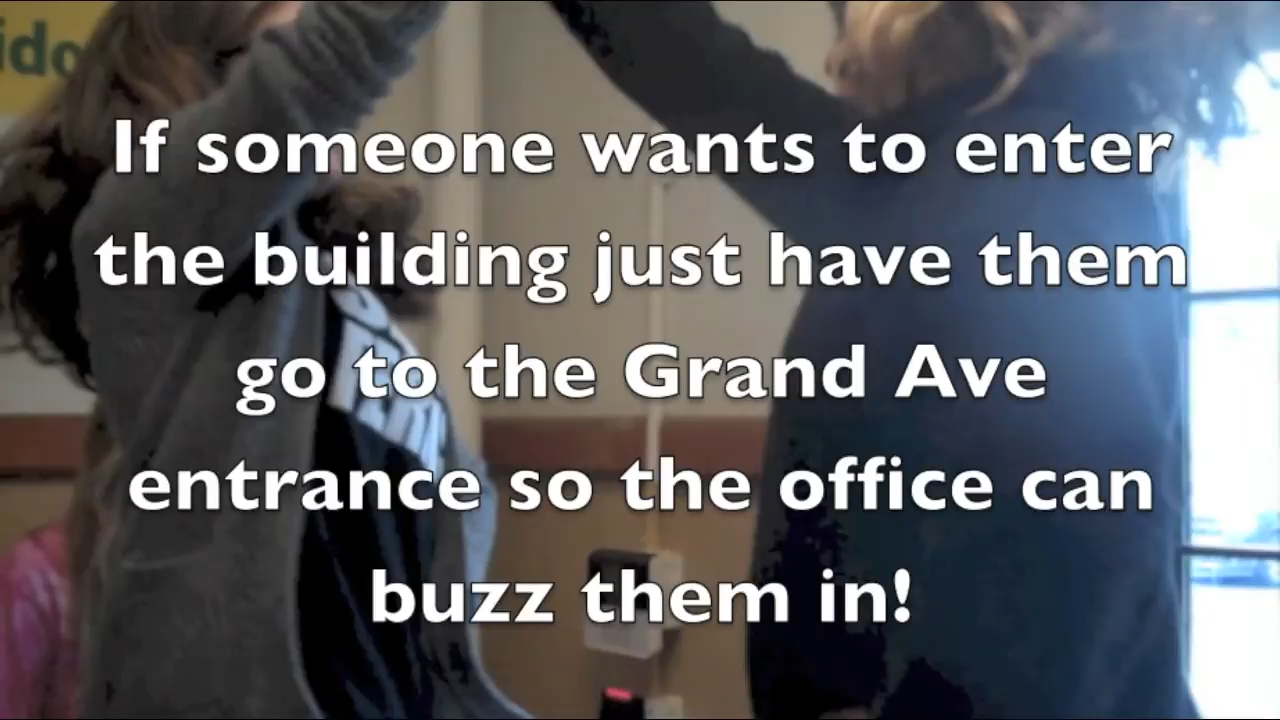 ido
If someone wants to enter
the building just have them
go to the Grand Ave
entrance so the office can
buzz them in!